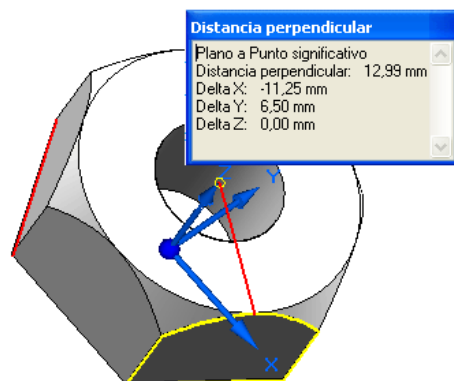 Distancia perpendicular
Plano a Punto significativo
Distancia perpendicular: 12,99 mm
Delta X: -11,25 mm
Delta Y: 6,50 mm
Delta Z: 0,00 mm
Y
X